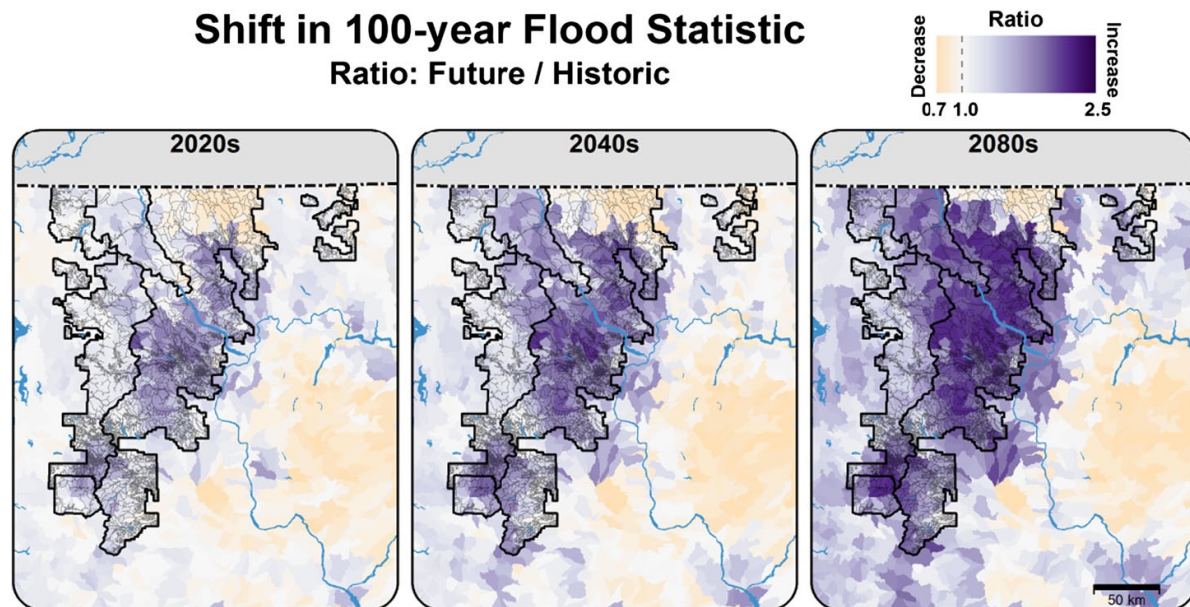 Shift in 100-year Flood Statistic
Ratio: Future / Historic
Ratio
Decrease
Increase
0.7 1.0 2.5
2020s
2040s
2080s
50 km